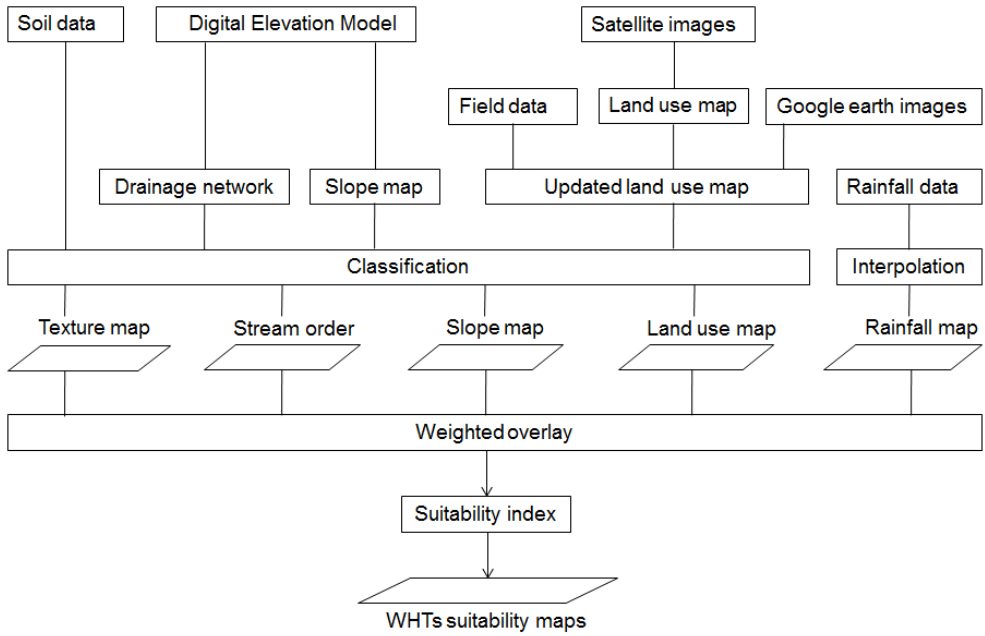 Soil data
Digital Elevation Model
Satellite images
Field data
Land use map
Google earth images
Drainage network
Slope map
Updated land use map
Rainfall data
Classification
Interpolation
Texture map
Stream order
Slope map
Land use map
Rainfall map
Weighted overlay
Suitability index
WHTs suitability maps